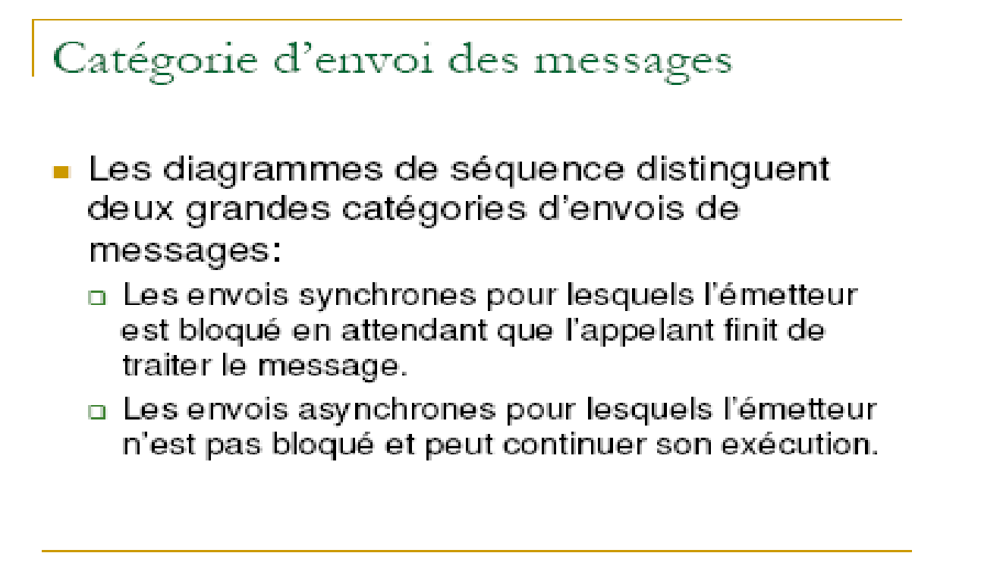 Catégorie d'envoi des messages
Les diagrammes de séquence distinguent
deux grandes catégories d'envois de
messages:
Les envois synchrones pour lesquels l'émetteur
est bloqué en attendant que l'appelant finit de
traiter le message.
Les envois asynchrones pour lesquels l'émetteur
n'est pas bloqué et peut continuer son exécution.